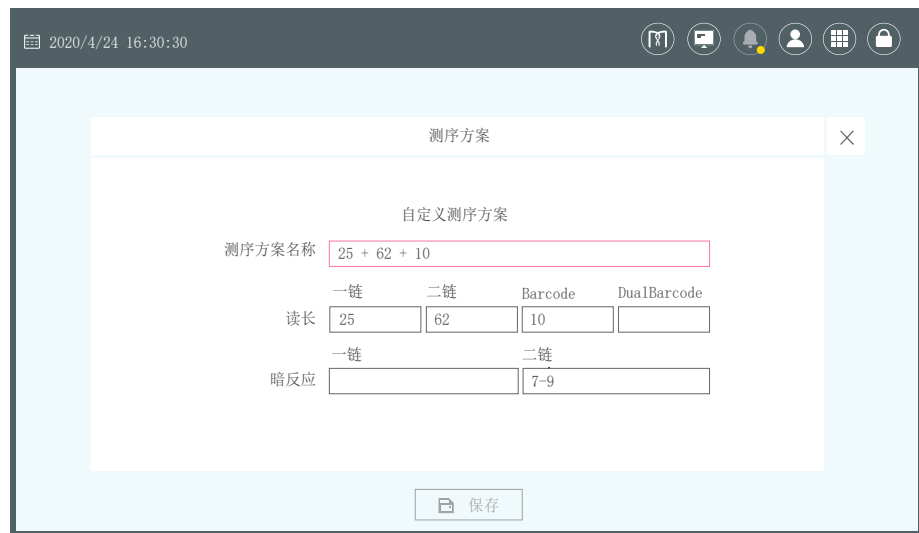 2020/4/24 16:30:30
测序方案
自定义测序方案
测序方案名称 25 + 62 + 10
一链 二链 Barcode DualBarcode
读长 25 62 10
一链 二链
暗反应 7-9
保存